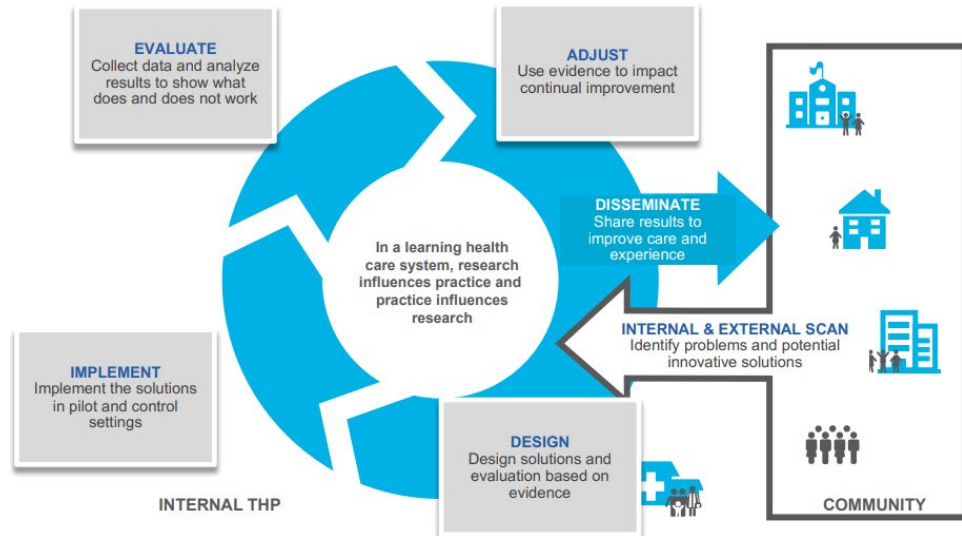 EVALUATE
Collect data and analyze
results to show what
does and does not work
ADJUST
Use evidence to impact
continual improvement
DISSEMINATE
Share results to
improve care and
experience
In a learning health
care system, research
influences practice and
practice influences
research
INTERNAL & EXTERNAL SCAN
Identify problems and potential
innovative solutions
IMPLEMENT
Implement the solutions
in pilot and control
settings
DESIGN
Design solutions and
evaluation based on
evidence
INTERNAL THP
COMMUNITY